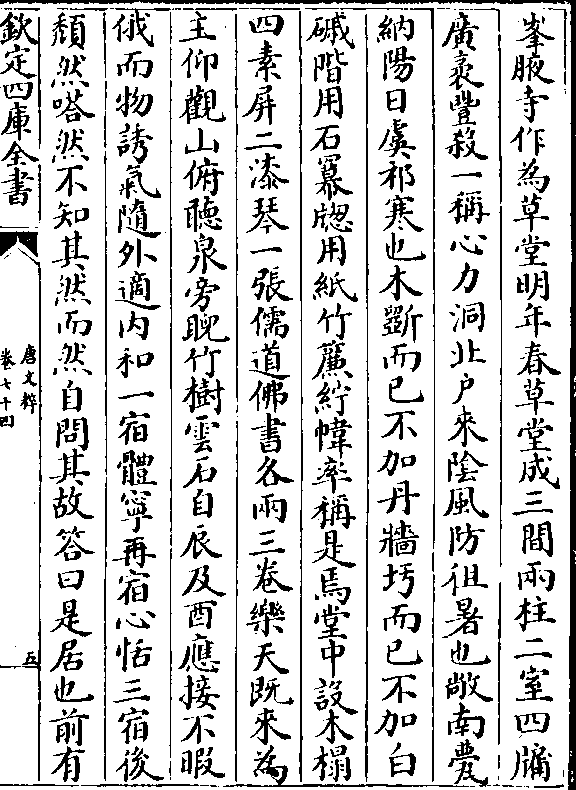 峯腋寺作為草堂明年春草堂成三間兩柱二室四牖
廣袤豐殺一稱心力洞北户來陰風防徂暑也敞南甍
納陽日虞祁寒也木斲而已不加丹牆圬而已不加白
磩階用石冪牎用紙竹簾紵幃率稱是焉堂中設木榻
四素屏二漆琴一張儒道佛書各兩三卷樂天既來為
主仰觀山俯聽泉旁睨竹樹雲石自辰及酉應接不暇
俄而物誘氣隨外適内和一宿體寧再宿心恬三宿後
頽然嗒然不知其然而然自問其故答曰是居也前有
欽定四庫全書
唐文粹
卷七十四
五